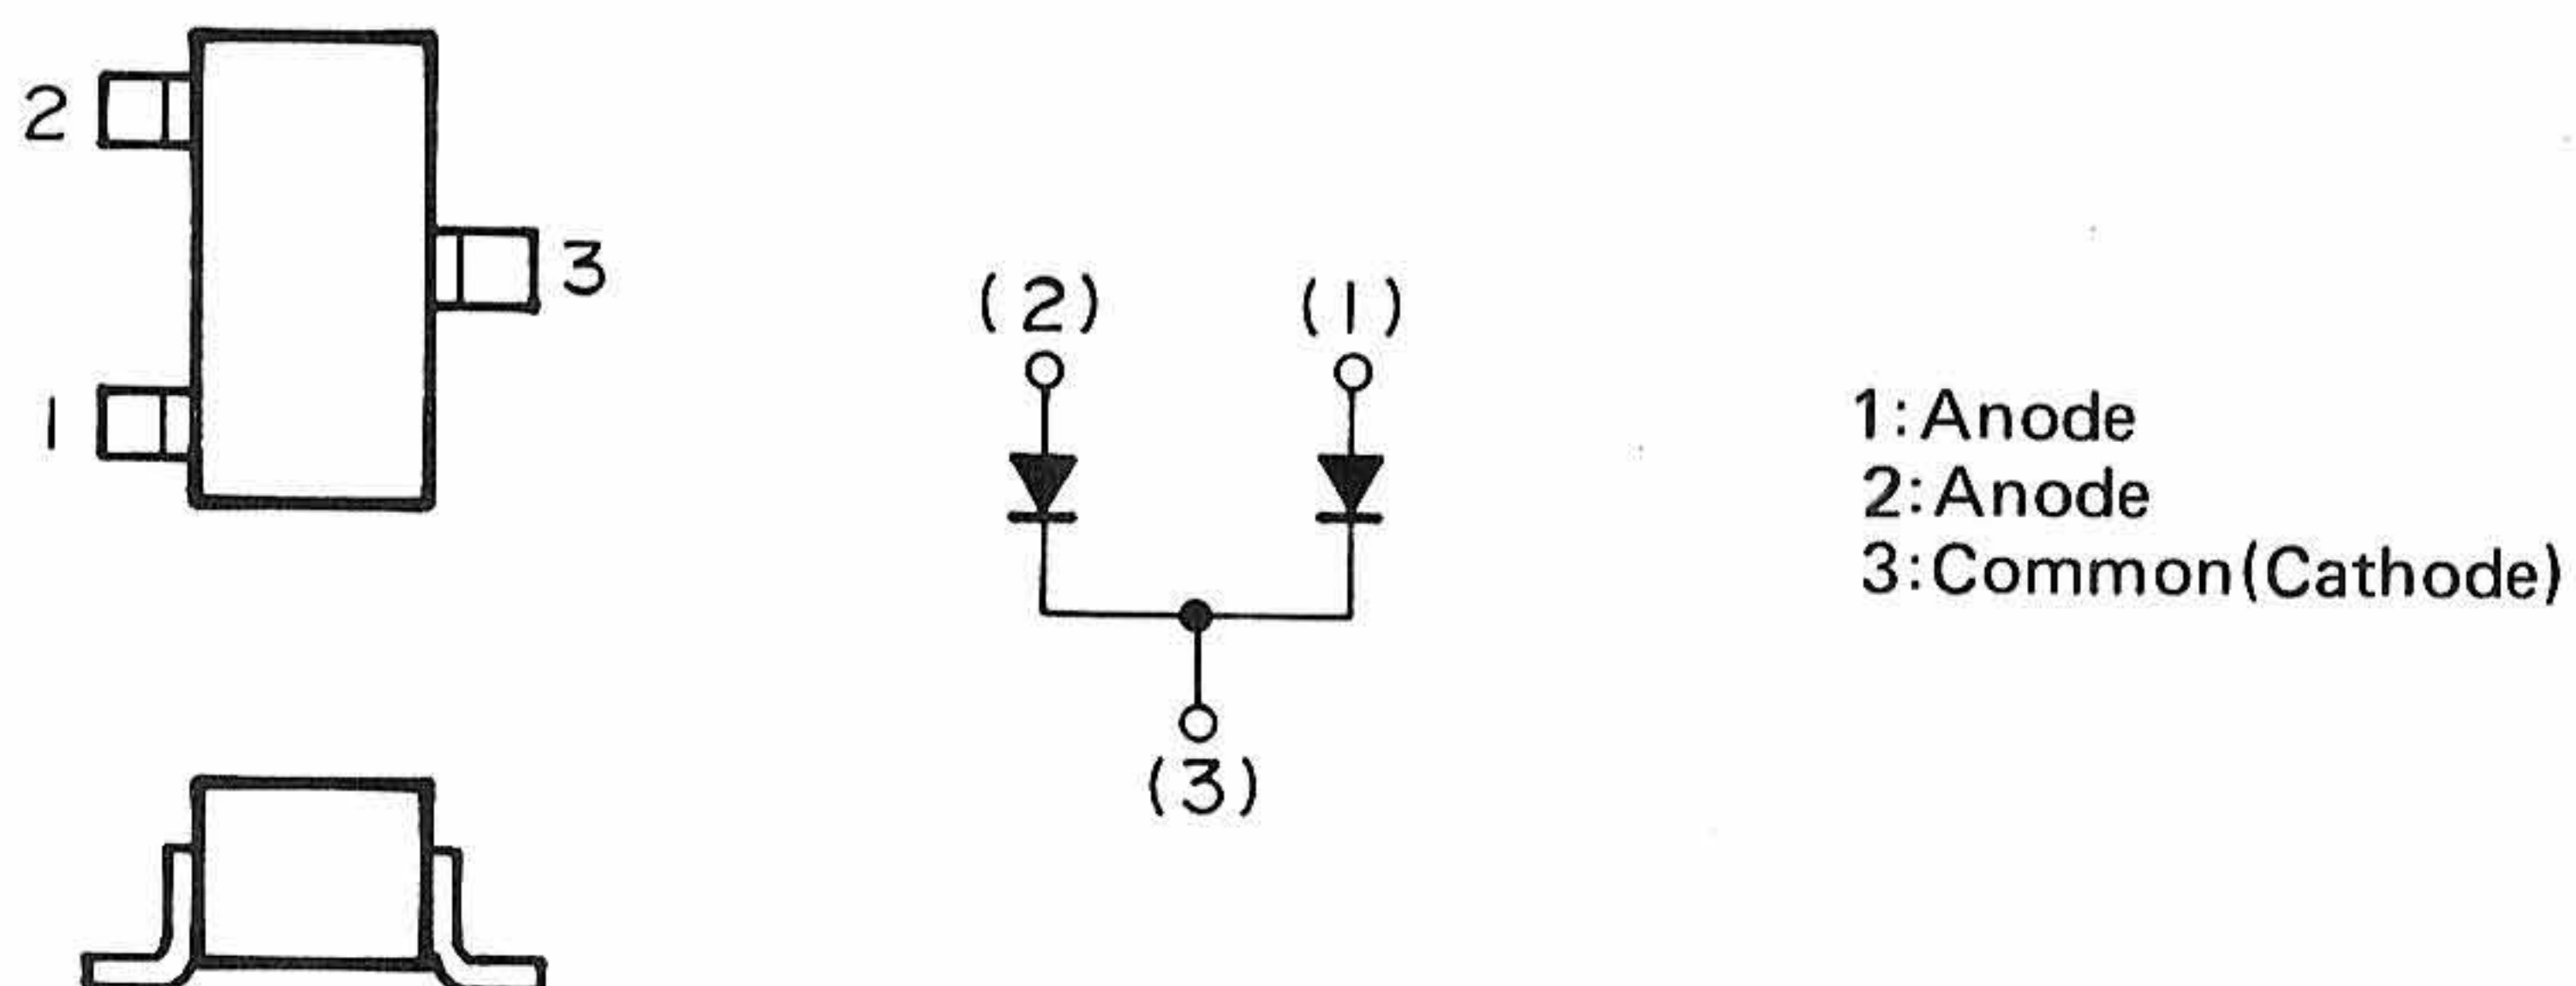 2
3
1
(2)
(1)
(3)
1:Anode
2:Anode
3:Common(Cathode)